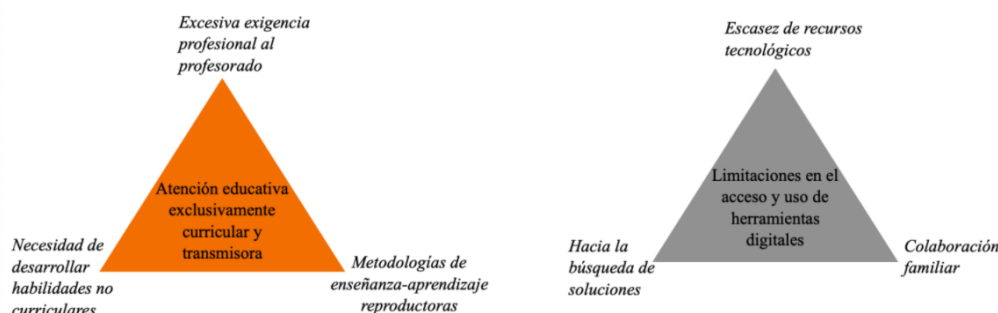 Excesiva exigencia
profesional al
profesorado
Atención educativa
exclusivamente
curricular y
transmisora
Necesidad de
desarrollar
habilidades no
curriculares
Metodologías de
enseñanza-aprendizaje
reproductoras
Escasez de recursos
tecnológicos
Limitaciones en el
acceso y uso de
herramientas
digitales
Hacia la
búsqueda de
soluciones
Colaboración
familiar